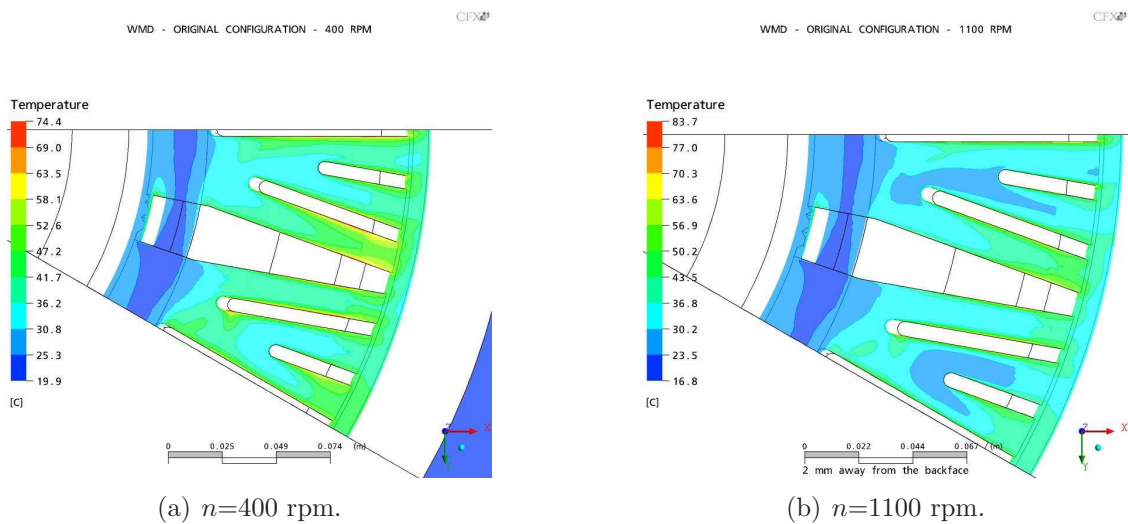 CFX
WMD - ORIGINAL CONFIGURATION - 400 RPM
Temperature
74.4
69.0
63.5
58.1
52.6
47.2
41.7
36.2
30.8
25.3
19.9
[C]
0 0.025 0.049 0.074 (m)
Z X
Y
(a) n=400 rpm.
CFX
WMD - ORIGINAL CONFIGURATION - 1100 RPM
Temperature
83.7
77.0
70.3
63.6
56.9
50.2
43.5
36.8
30.2
23.5
16.8
[C]
0 0.022 0.044 0.067 (m)
2 mm away from the backface
Z X
Y
(b) n=1100 rpm.